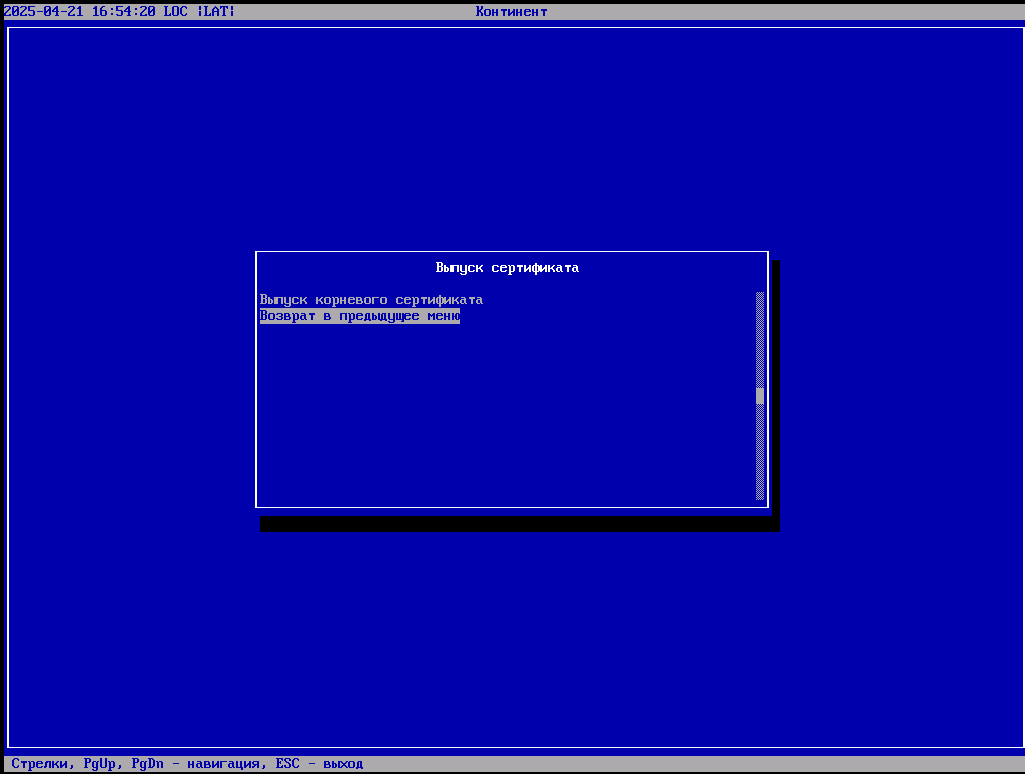 2025-04-21 16:54:20 LOC ¦LAT¦ Континент
Выпуск сертификата
Выпуск корневого сертификата
Возврат в предыдущее меню
Стрелки, PgUp, PgDn - навигация, ESC - выход